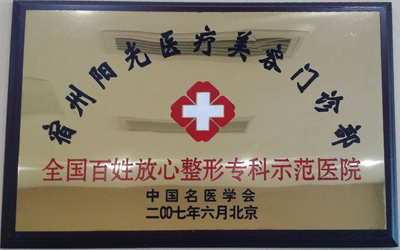 宿州阳光医疗美容门诊部
全国百姓放心整形专科示范医院
中国名医学会
二00七年六月北京